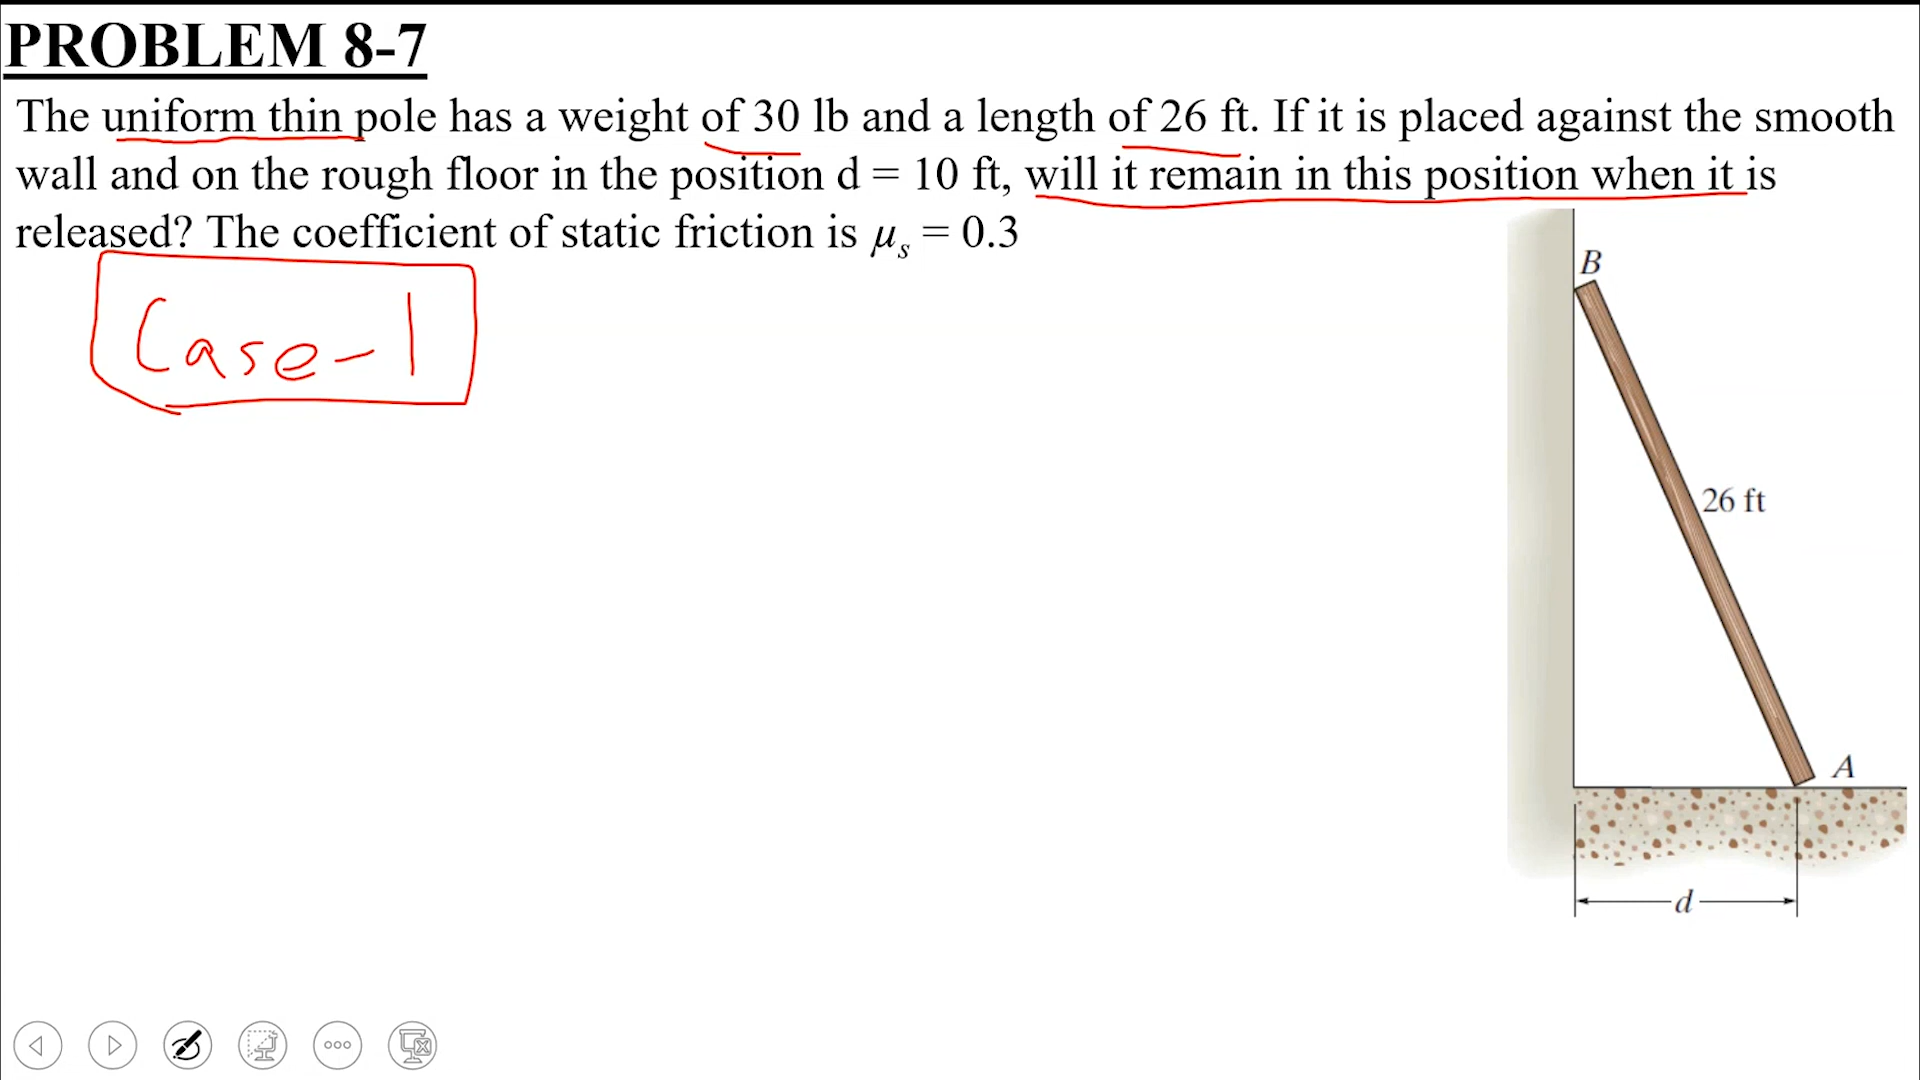 PROBLEM 8-7
The uniform thin pole has a weight of 30 lb and a length of 26 ft. If it is placed against the smooth
wall and on the rough floor in the position d = 10 ft, will it remain in this position when it is
released? The coefficient of static friction is μs = 0.3
Case-1
B
26 ft
A
d